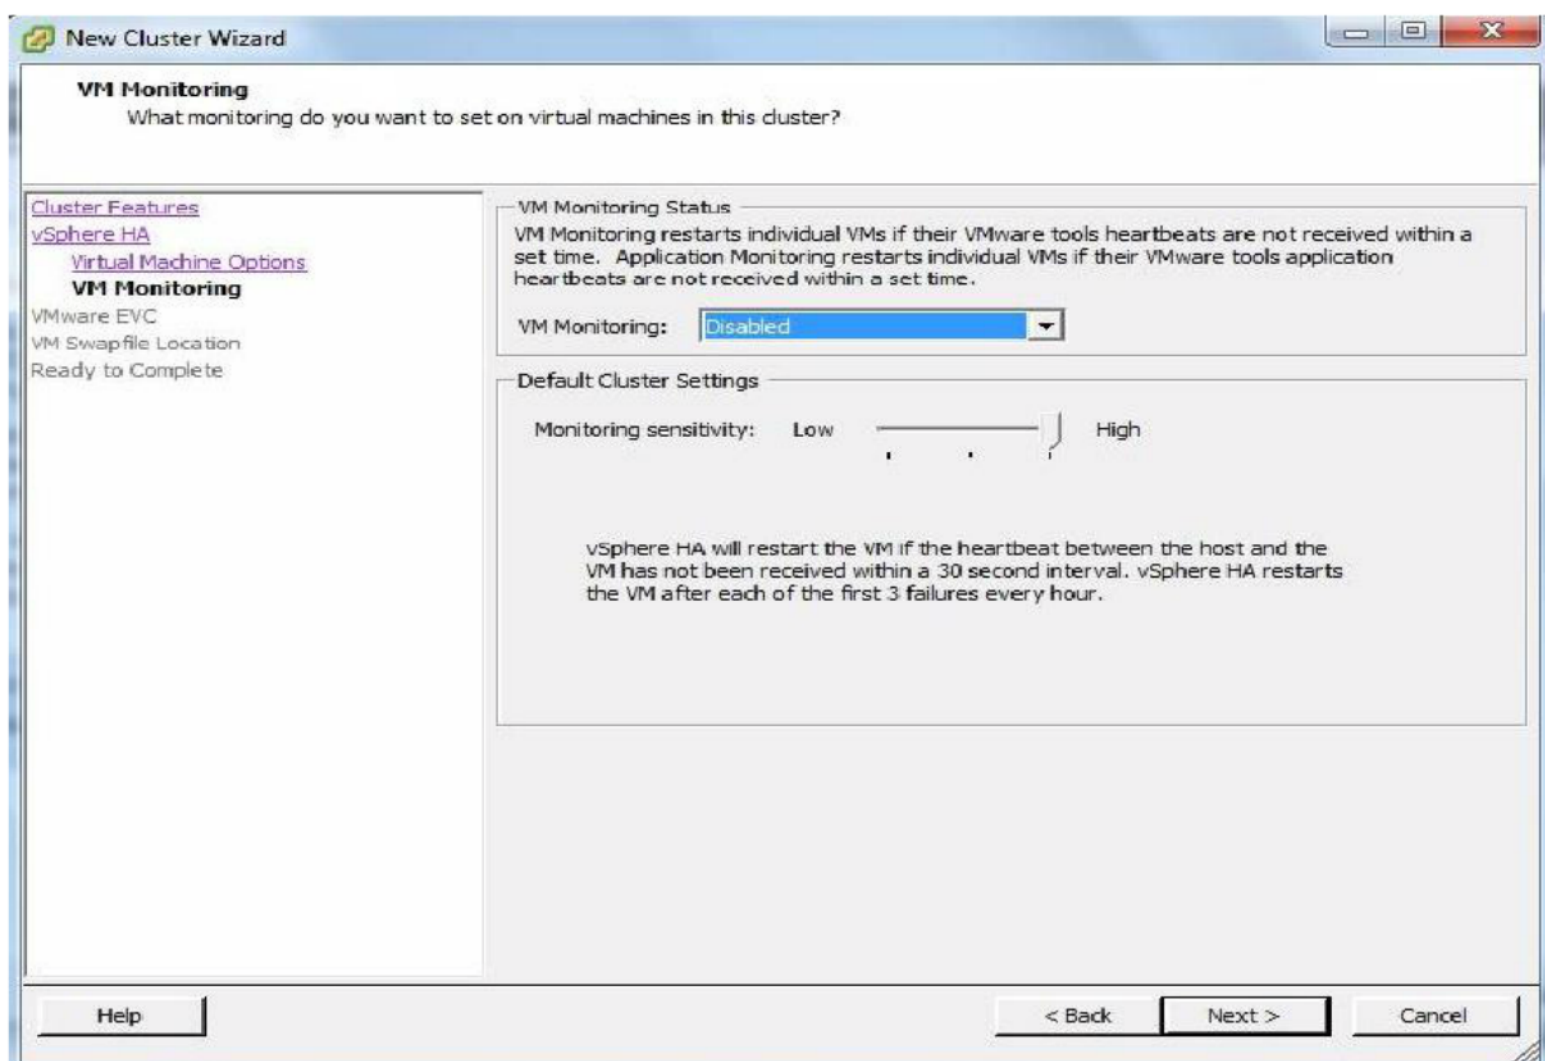 New Cluster Wizard
VM Monitoring
What monitoring do you want to set on virtual machines in this cluster?
Cluster Features
vSphere HA
Virtual Machine Options
VM Monitoring
VMware EVC
VM Swapfile Location
Ready to Complete
VM Monitoring Status
VM Monitoring restarts individual VMs if their VMware tools heartbeats are not received within a
set time. Application Monitoring restarts individual VMs if their VMware tools application
heartbeats are not received within a set time.
VM Monitoring: Disabled
Default Cluster Settings
Monitoring sensitivity: Low High
vSphere HA will restart the VM if the heartbeat between the host and the
VM has not been received within a 30 second interval. vSphere HA restarts
the VM after each of the first 3 failures every hour.
Help < Back Next > Cancel